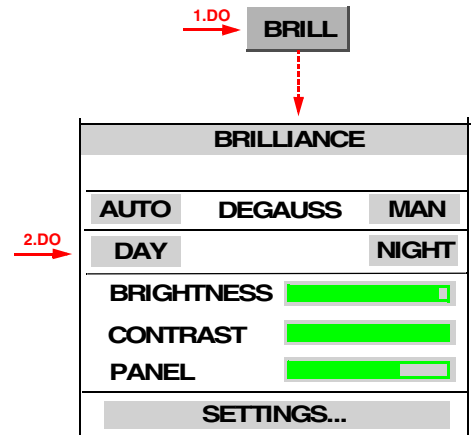 1.DO
BRILL
BRILLIANCE
AUTO DEGAUSS MAN
2.DO
DAY NIGHT
BRIGHTNESS
CONTRAST
PANEL
SETTINGS...